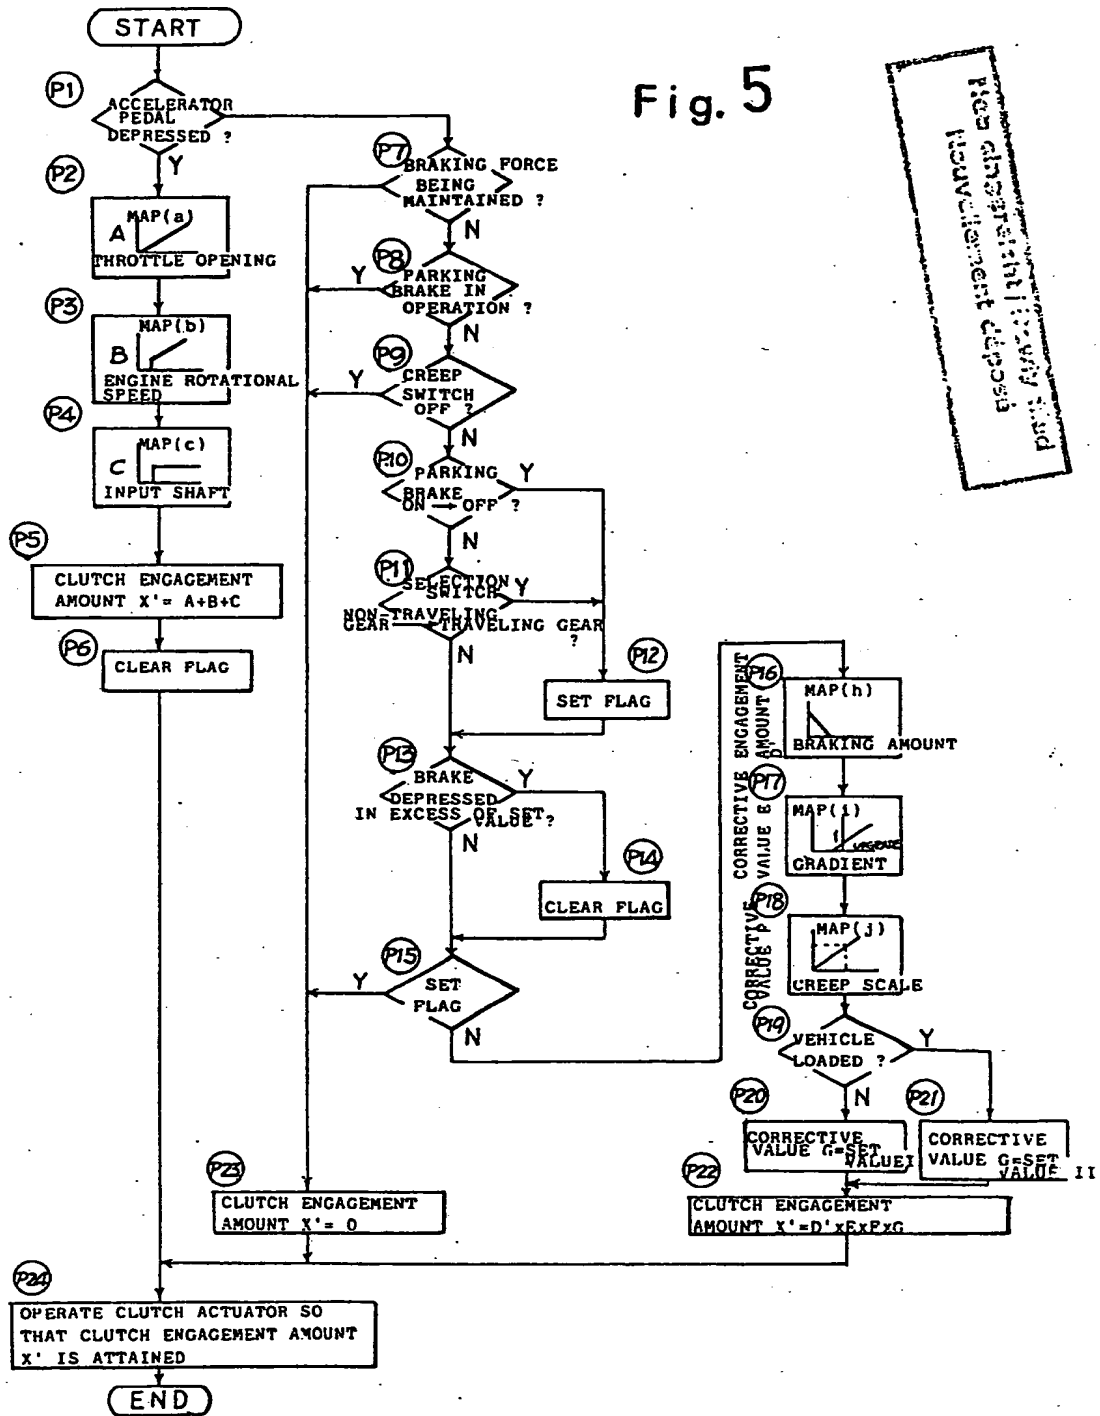 START
Fig. 5
P1
ACCELERATOR
PEDAL
DEPRESSED ?
Y
P2
MAP(a)
A
THROTTLE OPENING
P3
MAP(b)
B
ENGINE ROTATIONAL
SPEED
P4
MAP(c)
C
INPUT SHAFT
P5
CLUTCH ENGAGEMENT
AMOUNT X'= A+B+C
P6
CLEAR FLAG
P7
BRAKING FORCE
BEING
MAINTAINED ?
N
P8
PARKING
BRAKE IN
OPERATION ?
Y
N
P9
CREEP
SWITCH
OFF ?
Y
N
P10
PARKING
BRAKE
ON → OFF ?
Y
N
P11
SELECTION
SWITCH
NON-TRAVELING
GEAR → TRAVELING GEAR
?
Y
N
P12
SET FLAG
P13
BRAKE
DEPRESSED
IN EXCESS OF SET
VALUE ?
Y
N
P14
CLEAR FLAG
P15
SET
FLAG
Y
N
CORRECTIVE ENGAGEMENT
AMOUNT D'
P16
MAP(h)
BRAKING AMOUNT
CORRECTIVE
VALUE E
P17
MAP(i)
1
UPGRADE
GRADIENT
CORRECTIVE
VALUE F
P18
MAP(j)
CREEP SCALE
P19
VEHICLE
LOADED ?
Y
N
P20
CORRECTIVE
VALUE G=SET
VALUEI
P21
CORRECTIVE
VALUE G=SET
VALUE II
P22
CLUTCH ENGAGEMENT
AMOUNT X'=D'xExFxG
P23
CLUTCH ENGAGEMENT
AMOUNT X'= 0
P24
OPERATE CLUTCH ACTUATOR SO
THAT CLUTCH ENGAGEMENT AMOUNT
X' IS ATTAINED
END
Nouvellement déposé